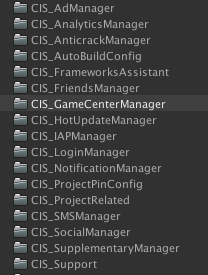 CIS_AdManager
CIS_AnalyticsManager
CIS_AnticrackManager
CIS_AutoBuildConfig
CIS_FrameworksAssistant
CIS_FriendsManager
CIS_GameCenterManager
CIS_HotUpdateManager
CIS_IAPManager
CIS_LoginManager
CIS_NotificationManager
CIS_ProjectPinConfig
CIS_ProjectRelated
CIS_SMSManager
CIS_SocialManager
CIS_SupplementaryManager
CIS_Support